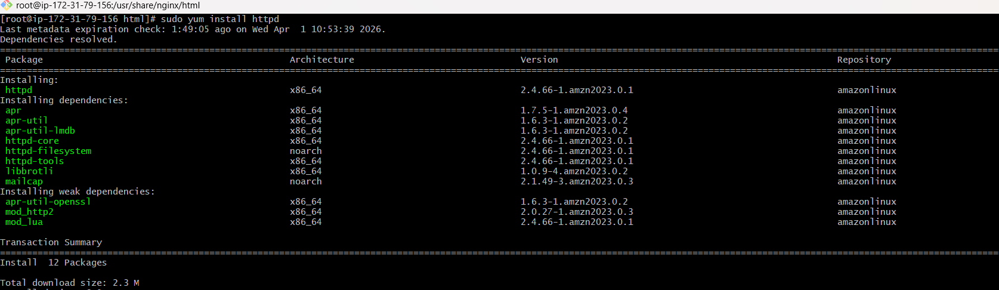 root@ip-172-31-79-156:/usr/share/nginx/html
[root@ip-172-31-79-156 html]# sudo yum install httpd
Last metadata expiration check: 1:49:05 ago on Wed Apr  1 10:53:39 2026.
Dependencies resolved.
================================================================================
Package Architecture Version Repository
================================================================================
Installing:
httpd x86_64 2.4.66-1.amzn2023.0.1 amazonlinux
Installing dependencies:
apr x86_64 1.7.5-1.amzn2023.0.4 amazonlinux
apr-util x86_64 1.6.3-1.amzn2023.0.2 amazonlinux
apr-util-lmdb x86_64 1.6.3-1.amzn2023.0.2 amazonlinux
httpd-core x86_64 2.4.66-1.amzn2023.0.1 amazonlinux
httpd-filesystem noarch 2.4.66-1.amzn2023.0.1 amazonlinux
httpd-tools x86_64 2.4.66-1.amzn2023.0.1 amazonlinux
libbrotli x86_64 1.0.9-4.amzn2023.0.2 amazonlinux
mailcap noarch 2.1.49-3.amzn2023.0.3 amazonlinux
Installing weak dependencies:
apr-util-openssl x86_64 1.6.3-1.amzn2023.0.2 amazonlinux
mod_http2 x86_64 2.0.27-1.amzn2023.0.3 amazonlinux
mod_lua x86_64 2.4.66-1.amzn2023.0.1 amazonlinux
Transaction Summary
================================================================================
Install  12 Packages
Total download size: 2.3 M